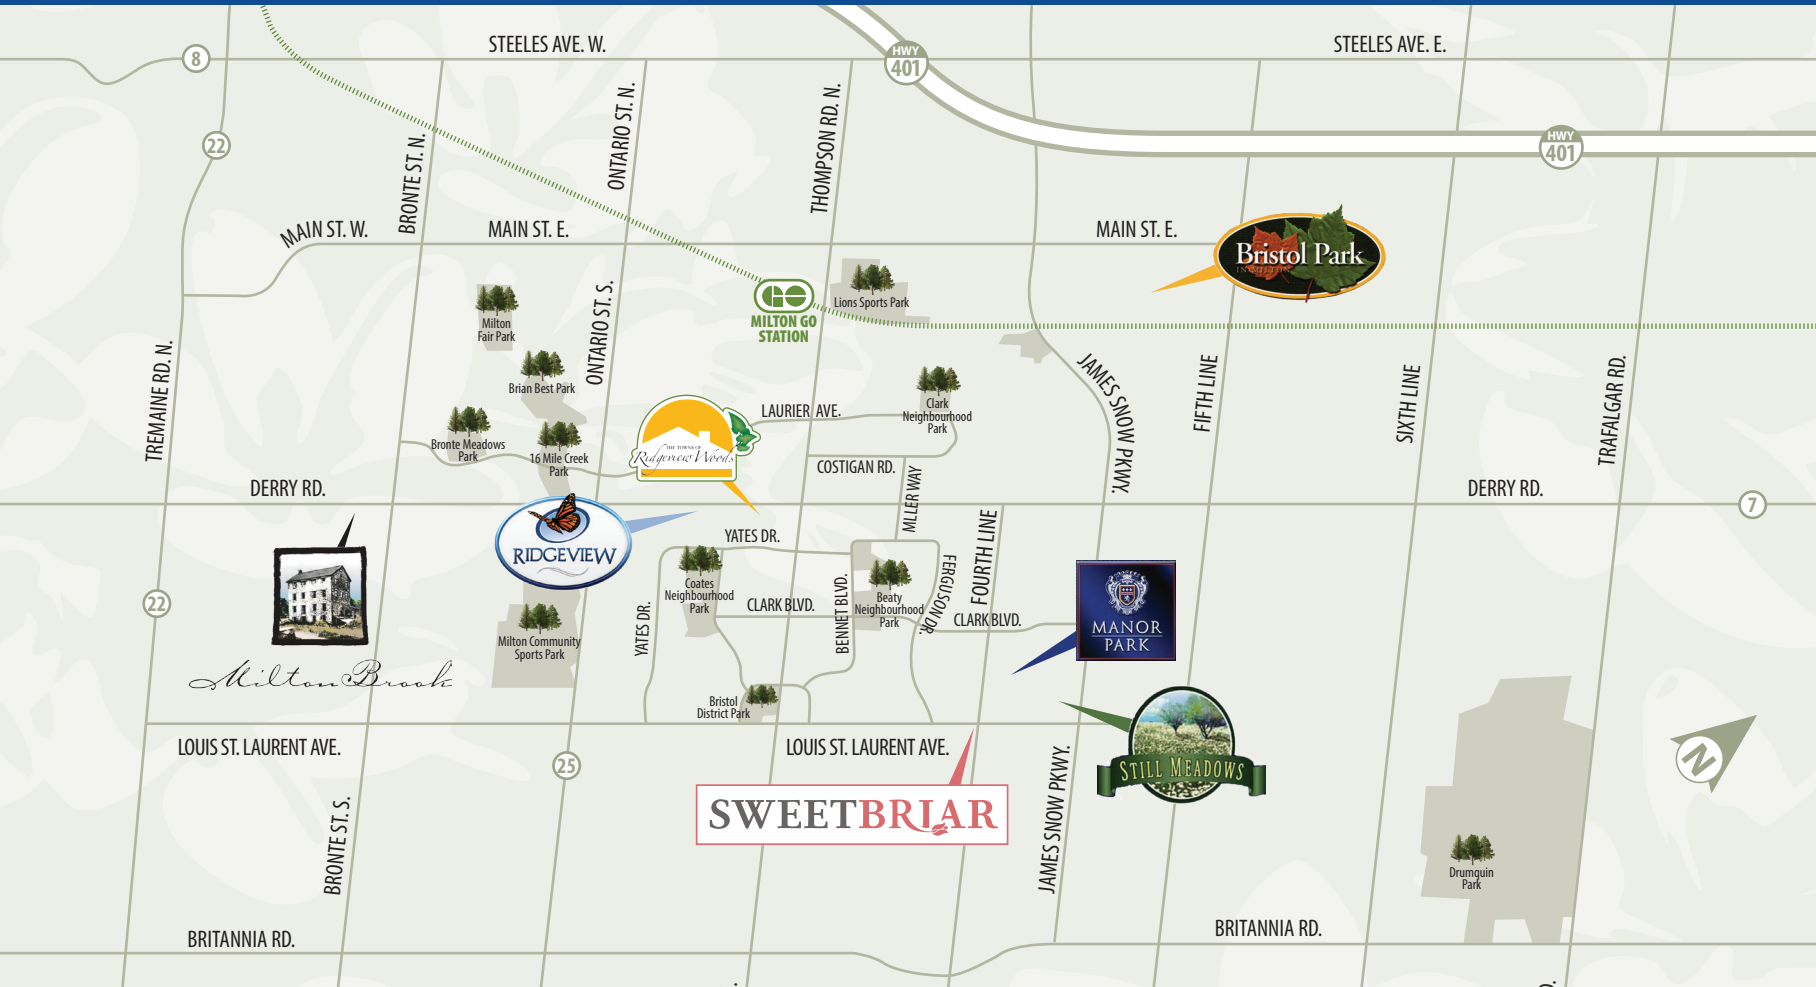 STEELES AVE. W.
STEELES AVE. E.
8
HWY
401
22
BRONTE ST. N.
ONTARIO ST. N.
THOMPSON RD. N.
HWY
401
MAIN ST. W.
MAIN ST. E.
MAIN ST. E.
Bristol Park
IN MILTON
MILTON GO
STATION
Lions Sports Park
Milton
Fair Park
ONTARIO ST. S.
Brian Best Park
TREMAINE RD. N.
JAMES SNOW PKWY.
FIFTH LINE
SIXTH LINE
TRAFALGAR RD.
LAURIER AVE.
Clark
Neighbourhood
Park
Bronte Meadows
Park
16 Mile Creek
Park
THE TOWNS OF
Ridgeview Woods
COSTIGAN RD.
MLLER WAY
DERRY RD.
DERRY RD.
7
RIDGEVIEW
YATES DR.
FOURTH LINE
FERGUSON DR.
Coates
Neighbourhood
Park
Beaty
Neighbourhood
Park
BENNET BLVD.
CLARK BLVD.
CLARK BLVD.
22
YATES DR.
Milton Community
Sports Park
MANOR
PARK
Milton Brook
Bristol
District Park
STILL MEADOWS
LOUIS ST. LAURENT AVE.
LOUIS ST. LAURENT AVE.
25
N
SWEETBRIAR
JAMES SNOW PKWY.
BRONTE ST. S.
Drumquin
Park
BRITANNIA RD.
BRITANNIA RD.